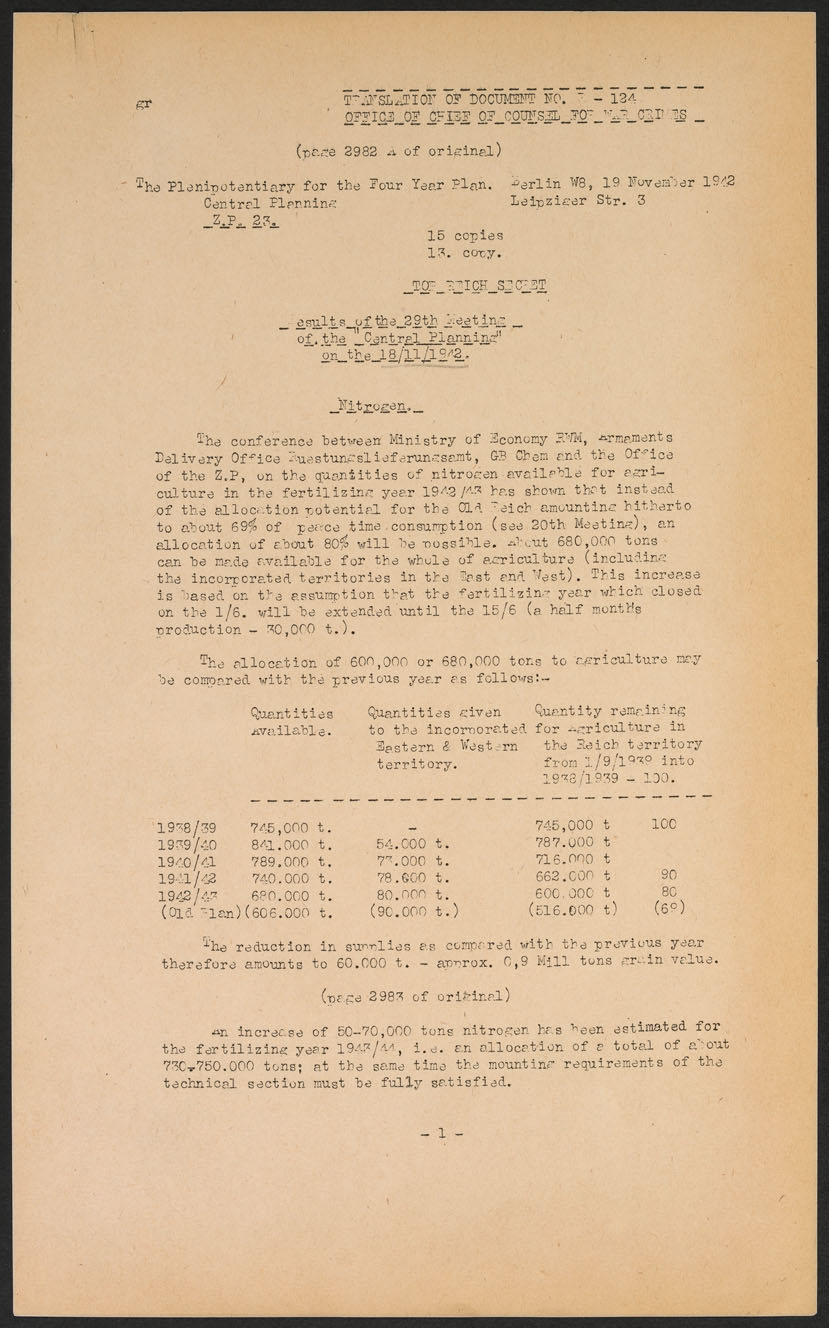 gr
TRANSLATION OF DOCUMENT NO. - 124
OFFICE OF CHIEF OF COUNSEL FOR WAR CRIMES
(page 2982 A of original)
The Plenipotentiary for the Four Year Plan. Berlin W8, 19 November 1942
Central Planning Leipziger Str. 3
Z.P. 23.
15 copies
13. copy.
TOP REICH SECRET
Results of the 29th Meeting
of the "Central Planning"
on the 18/11/1942.
Nitrogen.
The conference between Ministry of Economy RWM, Armaments
Delivery Office Ruestungslieferungsamt, GB Chem and the Office
of the Z.P, on the quantities of nitrogen available for agri-
culture in the fertilizing year 1942/43 has shown that instead
of the allocation potential for the Old Reich amounting hitherto
to about 69% of peace time consumption (see 20th Meeting), an
allocation of about 80% will be possible. About 680,000 tons
can be made available for the whole of agriculture (including
the incorporated territories in the East and West). This increase
is based on the assumption that the fertilizing year which closed
on the 1/6. will be extended until the 15/6 (a half month's
production - 30,000 t.).
The allocation of 600,000 or 680,000 tons to agriculture may
be compared with the previous year as follows:-
Quantities Quantities given Quantity remaining
Available. to the incorporated for Agriculture in
Eastern & Western the Reich territory
territory. from 1/9/1939 into
1938/1939 - 100.
1938/39 745,000 t. - 745,000 t 100
1939/40 841.000 t. 54.000 t. 787.000 t
1940/41 789.000 t. 73.000 t. 716.000 t
1941/42 740.000 t. 78.000 t. 662.000 t 90
1942/43 680.000 t. 80.000 t. 600.000 t 80
(Old Plan)(606.000 t. (90.000 t.) (516.000 t) (69)
The reduction in supplies as compared with the previous year
therefore amounts to 60.000 t. - approx. 0,9 Mill tons grain value.
(page 2983 of original)
An increase of 50-70,000 tons nitrogen has been estimated for
the fertilizing year 1943/44, i.e. an allocation of a total of about
730-750.000 tons; at the same time the mounting requirements of the
technical section must be fully satisfied.
- 1 -